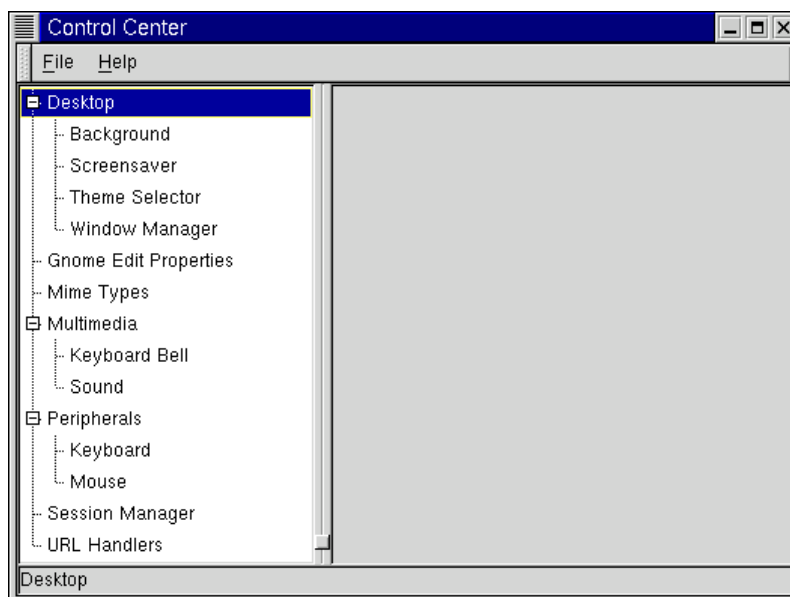 Control Center
File Help
Desktop
Background
Screensaver
Theme Selector
Window Manager
Gnome Edit Properties
Mime Types
Multimedia
Keyboard Bell
Sound
Peripherals
Keyboard
Mouse
Session Manager
URL Handlers
Desktop